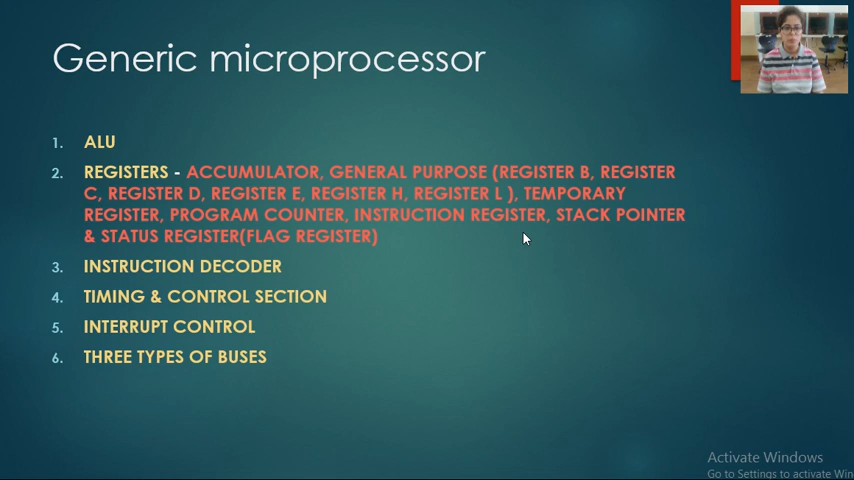 Generic microprocessor
1. ALU
2. REGISTERS - ACCUMULATOR, GENERAL PURPOSE (REGISTER B, REGISTER
C, REGISTER D, REGISTER E, REGISTER H, REGISTER L ), TEMPORARY
REGISTER, PROGRAM COUNTER, INSTRUCTION REGISTER, STACK POINTER
& STATUS REGISTER(FLAG REGISTER)
3. INSTRUCTION DECODER
4. TIMING & CONTROL SECTION
5. INTERRUPT CONTROL
6. THREE TYPES OF BUSES
Activate Windows
Go to Settings to activate Win